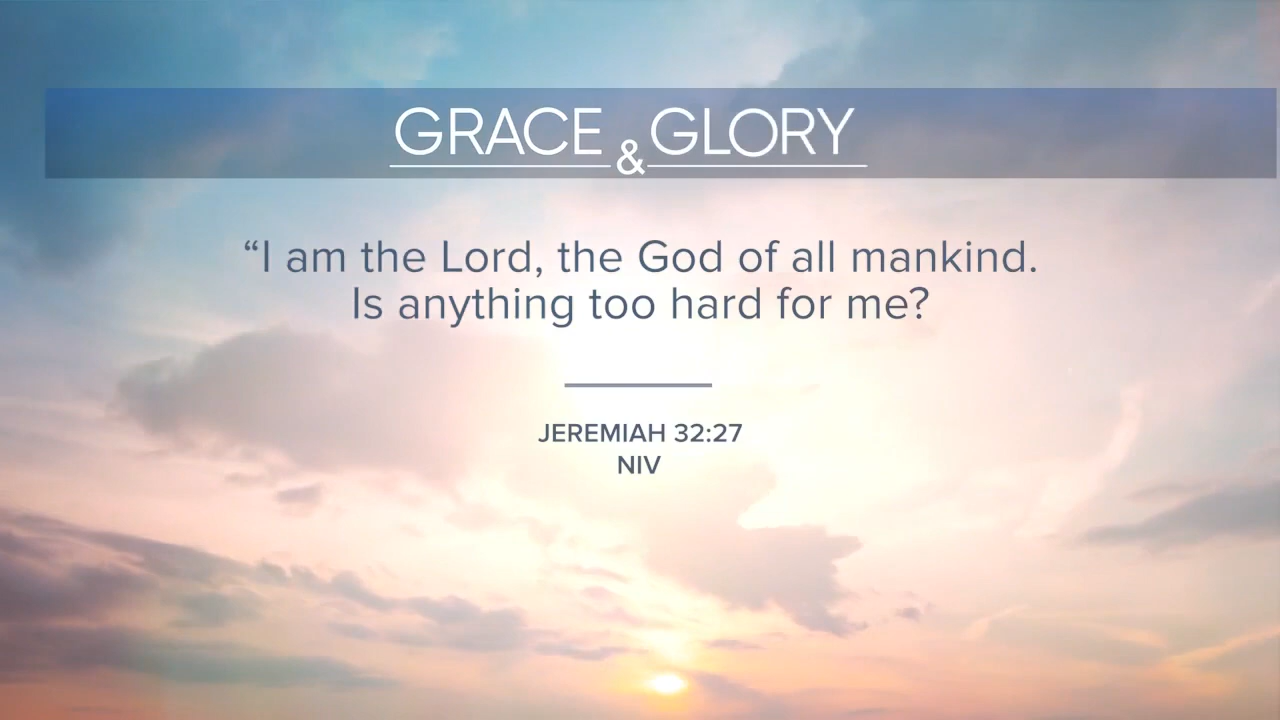 GRACE & GLORY
“I am the Lord, the God of all mankind.
Is anything too hard for me?
JEREMIAH 32:27
NIV